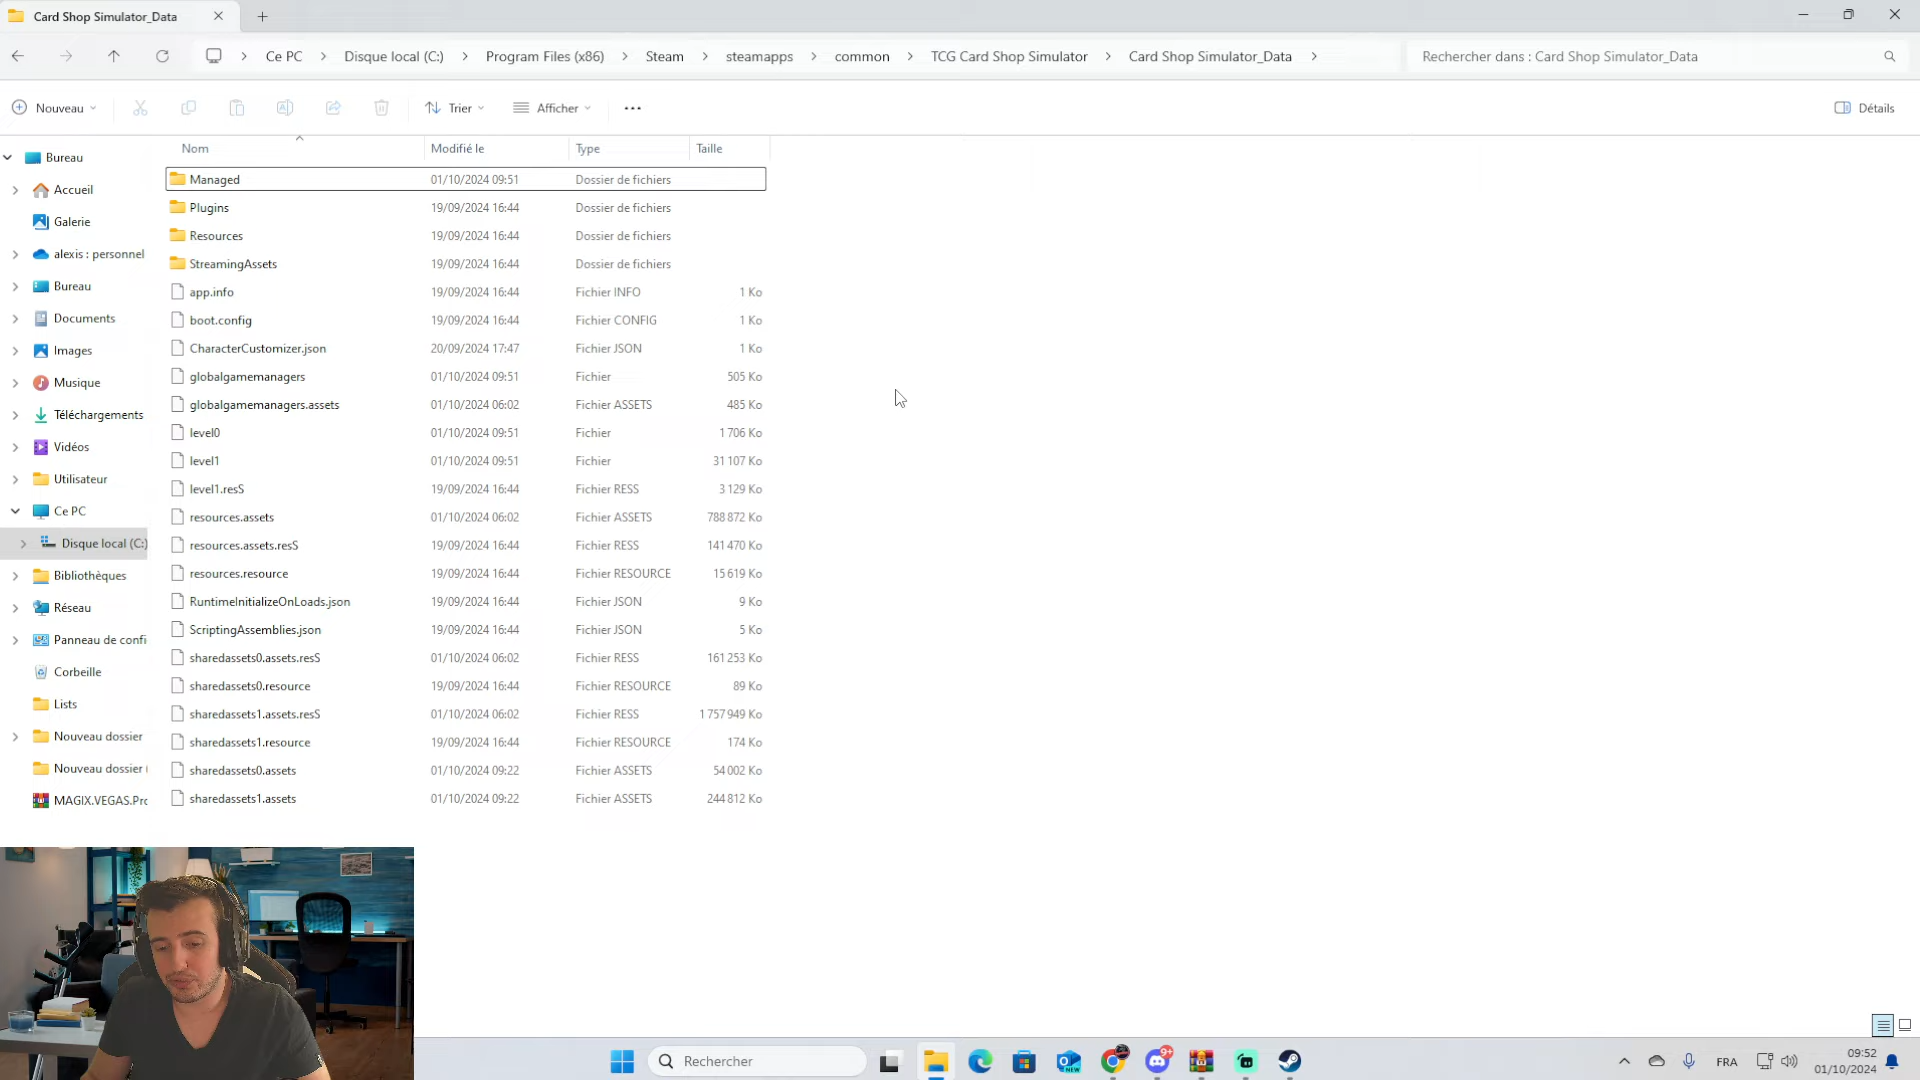 Card Shop Simulator_Data
Ce PC > Disque local (C:) > Program Files (x86) > Steam > steamapps > common > TCG Card Shop Simulator > Card Shop Simulator_Data >
Rechercher dans : Card Shop Simulator_Data
Nouveau
Trier
Afficher
Détails
Nom Modifié le Type Taille
Managed 01/10/2024 09:51 Dossier de fichiers
Plugins 19/09/2024 16:44 Dossier de fichiers
Resources 19/09/2024 16:44 Dossier de fichiers
StreamingAssets 19/09/2024 16:44 Dossier de fichiers
app.info 19/09/2024 16:44 Fichier INFO 1 Ko
boot.config 19/09/2024 16:44 Fichier CONFIG 1 Ko
CharacterCustomizer.json 20/09/2024 17:47 Fichier JSON 1 Ko
globalgamemanagers 01/10/2024 09:51 Fichier 505 Ko
globalgamemanagers.assets 01/10/2024 06:02 Fichier ASSETS 485 Ko
level0 01/10/2024 09:51 Fichier 1 706 Ko
level1 01/10/2024 09:51 Fichier 31 107 Ko
level1.resS 19/09/2024 16:44 Fichier RESS 3 129 Ko
resources.assets 01/10/2024 06:02 Fichier ASSETS 788 872 Ko
resources.assets.resS 19/09/2024 16:44 Fichier RESS 141 470 Ko
resources.resource 19/09/2024 16:44 Fichier RESOURCE 15 619 Ko
RuntimeInitializeOnLoads.json 19/09/2024 16:44 Fichier JSON 9 Ko
ScriptingAssemblies.json 19/09/2024 16:44 Fichier JSON 5 Ko
sharedassets0.assets.resS 01/10/2024 06:02 Fichier RESS 161 253 Ko
sharedassets0.resource 19/09/2024 16:44 Fichier RESOURCE 89 Ko
sharedassets1.assets.resS 01/10/2024 06:02 Fichier RESS 1 757 949 Ko
sharedassets1.resource 19/09/2024 16:44 Fichier RESOURCE 174 Ko
sharedassets0.assets 01/10/2024 09:22 Fichier ASSETS 54 002 Ko
sharedassets1.assets 01/10/2024 09:22 Fichier ASSETS 244 812 Ko
Bureau
Accueil
Galerie
alexis : personnel
Bureau
Documents
Images
Musique
Téléchargements
Vidéos
Utilisateur
Ce PC
Disque local (C:)
Bibliothèques
Réseau
Panneau de confi
Corbeille
Lists
Nouveau dossier
Nouveau dossier (
MAGIX.VEGAS.Prc
Rechercher
NEW
9+
FRA
09:52
01/10/2024